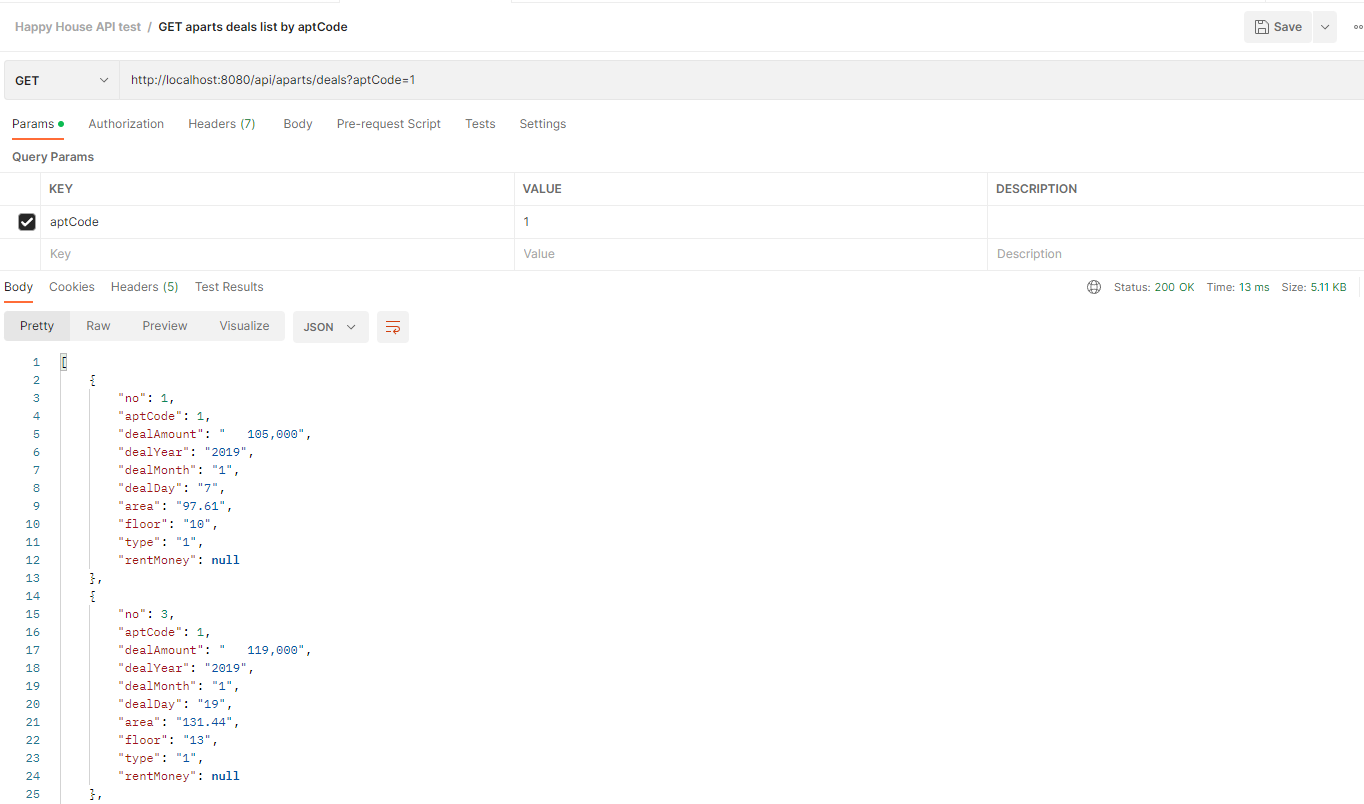 Happy House API test / GET aparts deals list by aptCode
Save
GET http://localhost:8080/api/aparts/deals?aptCode=1
Params Authorization Headers (7) Body Pre-request Script Tests Settings
Query Params
KEY VALUE DESCRIPTION
aptCode 1
Key Value Description
Body Cookies Headers (5) Test Results Status: 200 OK Time: 13 ms Size: 5.11 KB
Pretty Raw Preview Visualize JSON
1 [
2 {
3 "no": 1,
4 "aptCode": 1,
5 "dealAmount": "   105,000",
6 "dealYear": "2019",
7 "dealMonth": "1",
8 "dealDay": "7",
9 "area": "97.61",
10 "floor": "10",
11 "type": "1",
12 "rentMoney": null
13 },
14 {
15 "no": 3,
16 "aptCode": 1,
17 "dealAmount": "   119,000",
18 "dealYear": "2019",
19 "dealMonth": "1",
20 "dealDay": "19",
21 "area": "131.44",
22 "floor": "13",
23 "type": "1",
24 "rentMoney": null
25 },